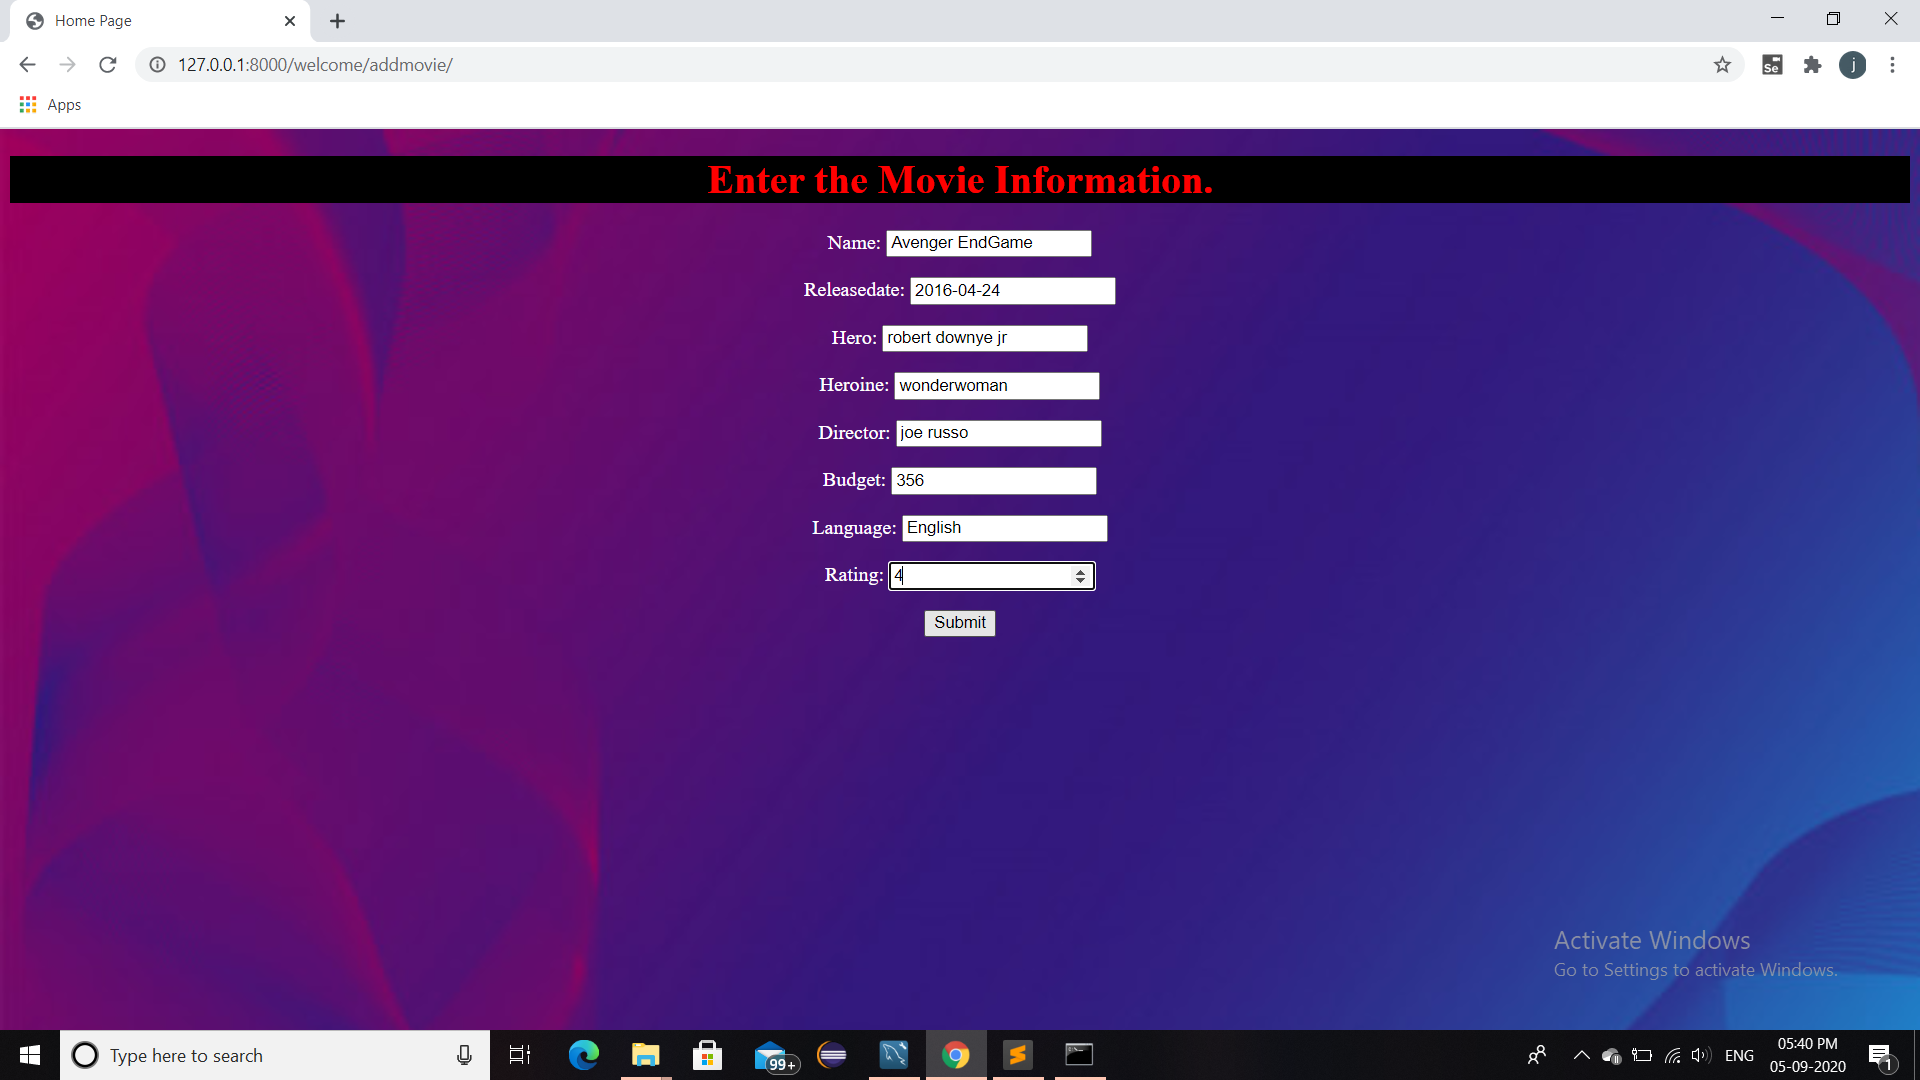 Home Page
127.0.0.1:8000/welcome/addmovie/
Se
j
Apps
Enter the Movie Information.
Name: Avenger EndGame
Releasedate: 2016-04-24
Hero: robert downye jr
Heroine: wonderwoman
Director: joe russo
Budget: 356
Language: English
Rating: 4
Submit
Activate Windows
Go to Settings to activate Windows.
Type here to search
99+
ENG
05:40 PM
05-09-2020
1